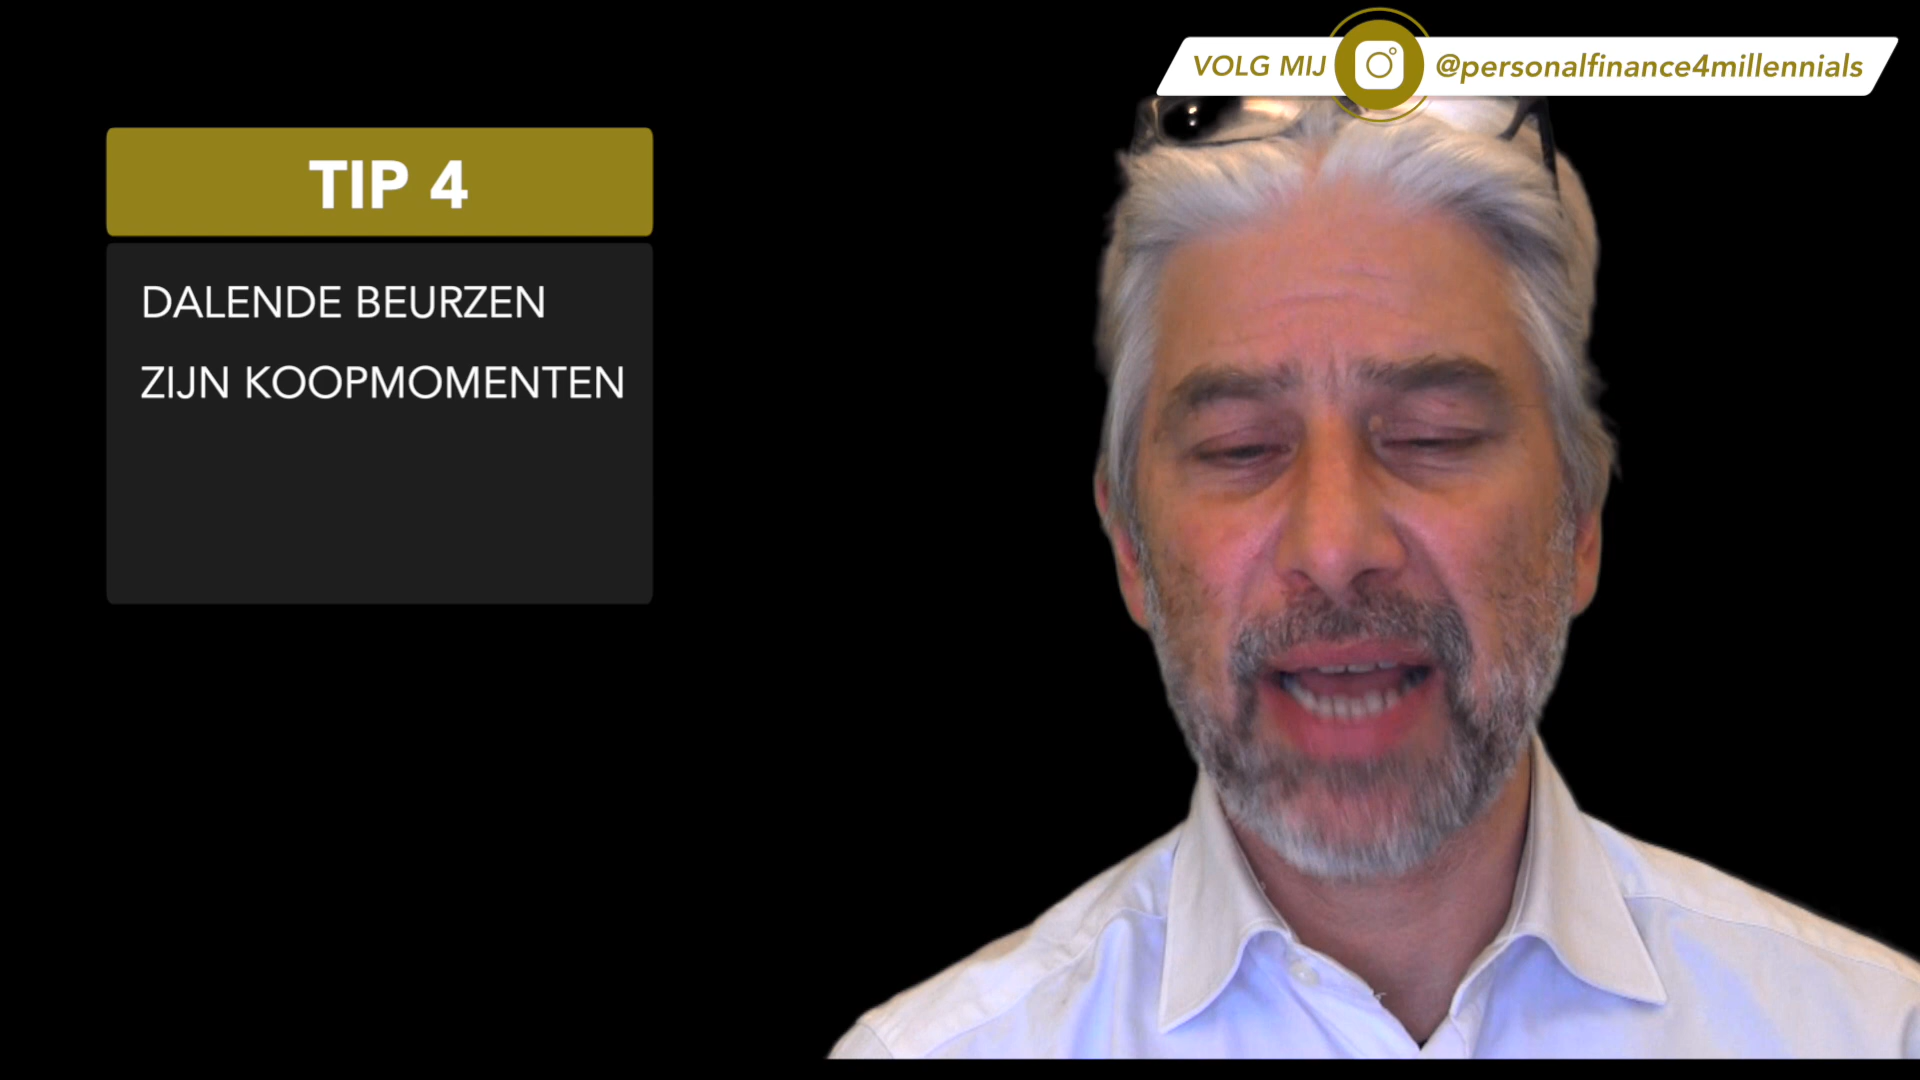 VOLG MIJ @personalfinance4millennials
TIP 4
DALENDE BEURZEN
ZIJN KOOPMOMENTEN